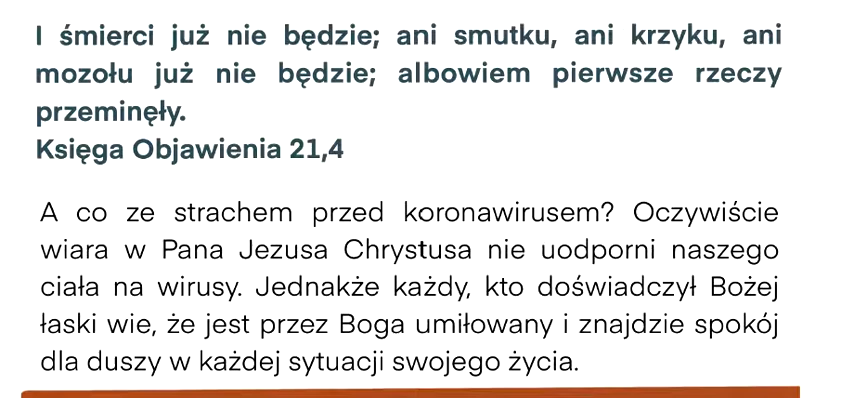 I śmierci już nie będzie; ani smutku, ani krzyku, ani
mozołu już nie będzie; albowiem pierwsze rzeczy
przeminęły.
Księga Objawienia 21,4
A co ze strachem przed koronawirusem? Oczywiście
wiara w Pana Jezusa Chrystusa nie uodporni naszego
ciała na wirusy. Jednakże każdy, kto doświadczył Bożej
łaski wie, że jest przez Boga umiłowany i znajdzie spokój
dla duszy w każdej sytuacji swojego życia.